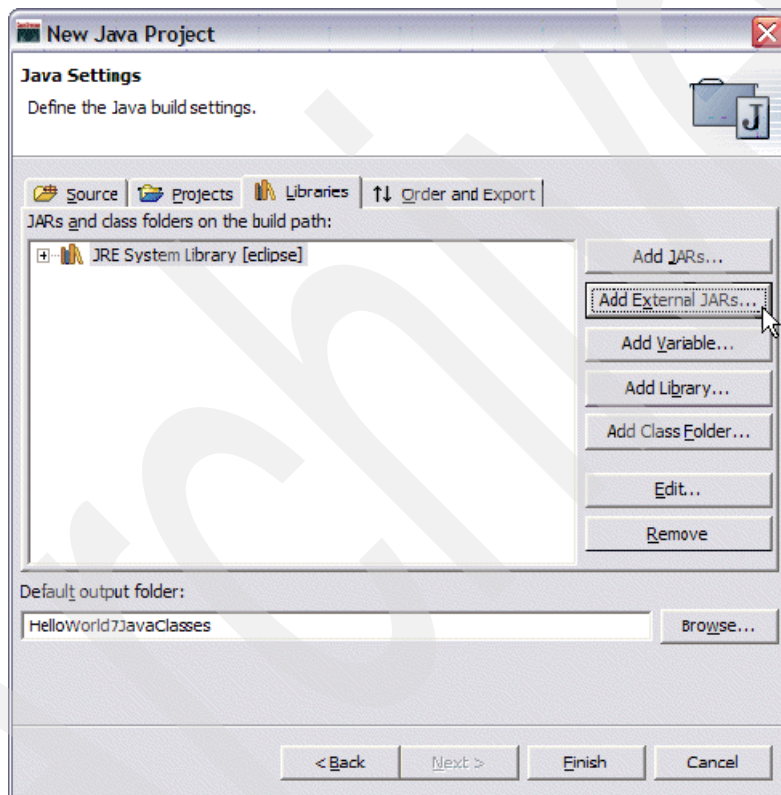 New Java Project
Java Settings
Define the Java build settings.
J
Source Projects Libraries Order and Export
JARs and class folders on the build path:
JRE System Library [eclipse]
Add JARs...
Add External JARs...
Add Variable...
Add Library...
Add Class Folder...
Edit...
Remove
Default output folder:
HelloWorld7JavaClasses
Browse...
< Back Next > Finish Cancel